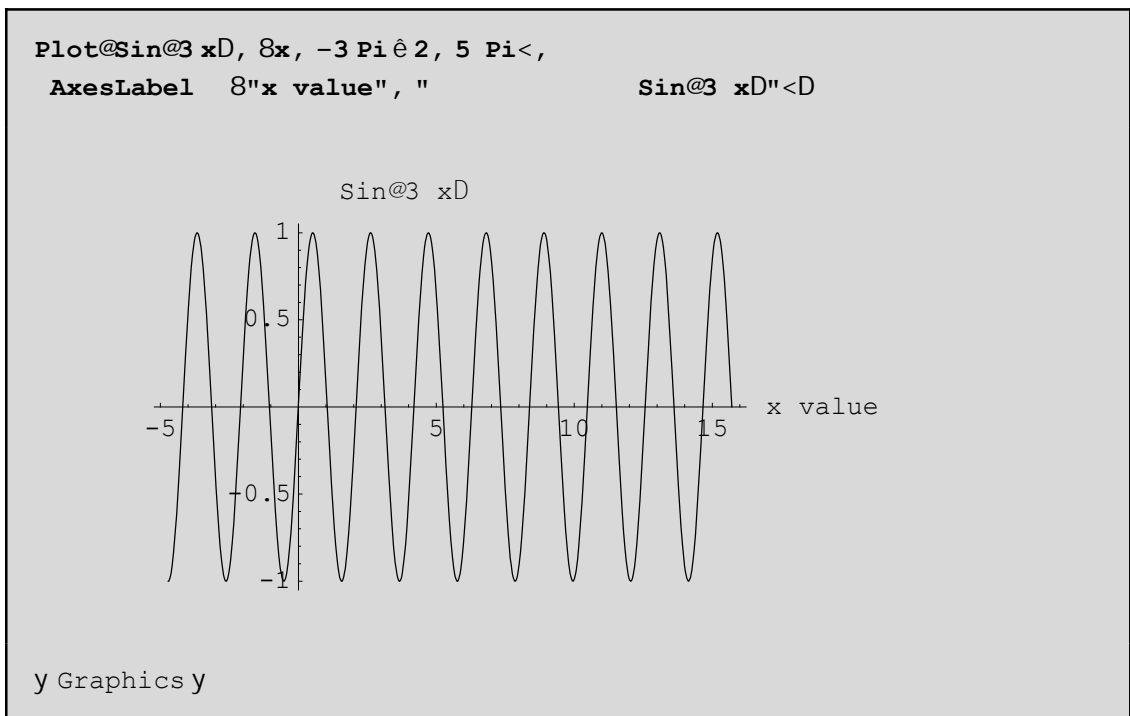 Plot@Sin@3 xD, 8x, −3 Pi ê 2, 5 Pi<,
AxesLabel 8"x value", " Sin@3 xD"<D
Sin@3 xD
1
0.5
x value
−5 5 10 15
−0.5
−1
y Graphics y